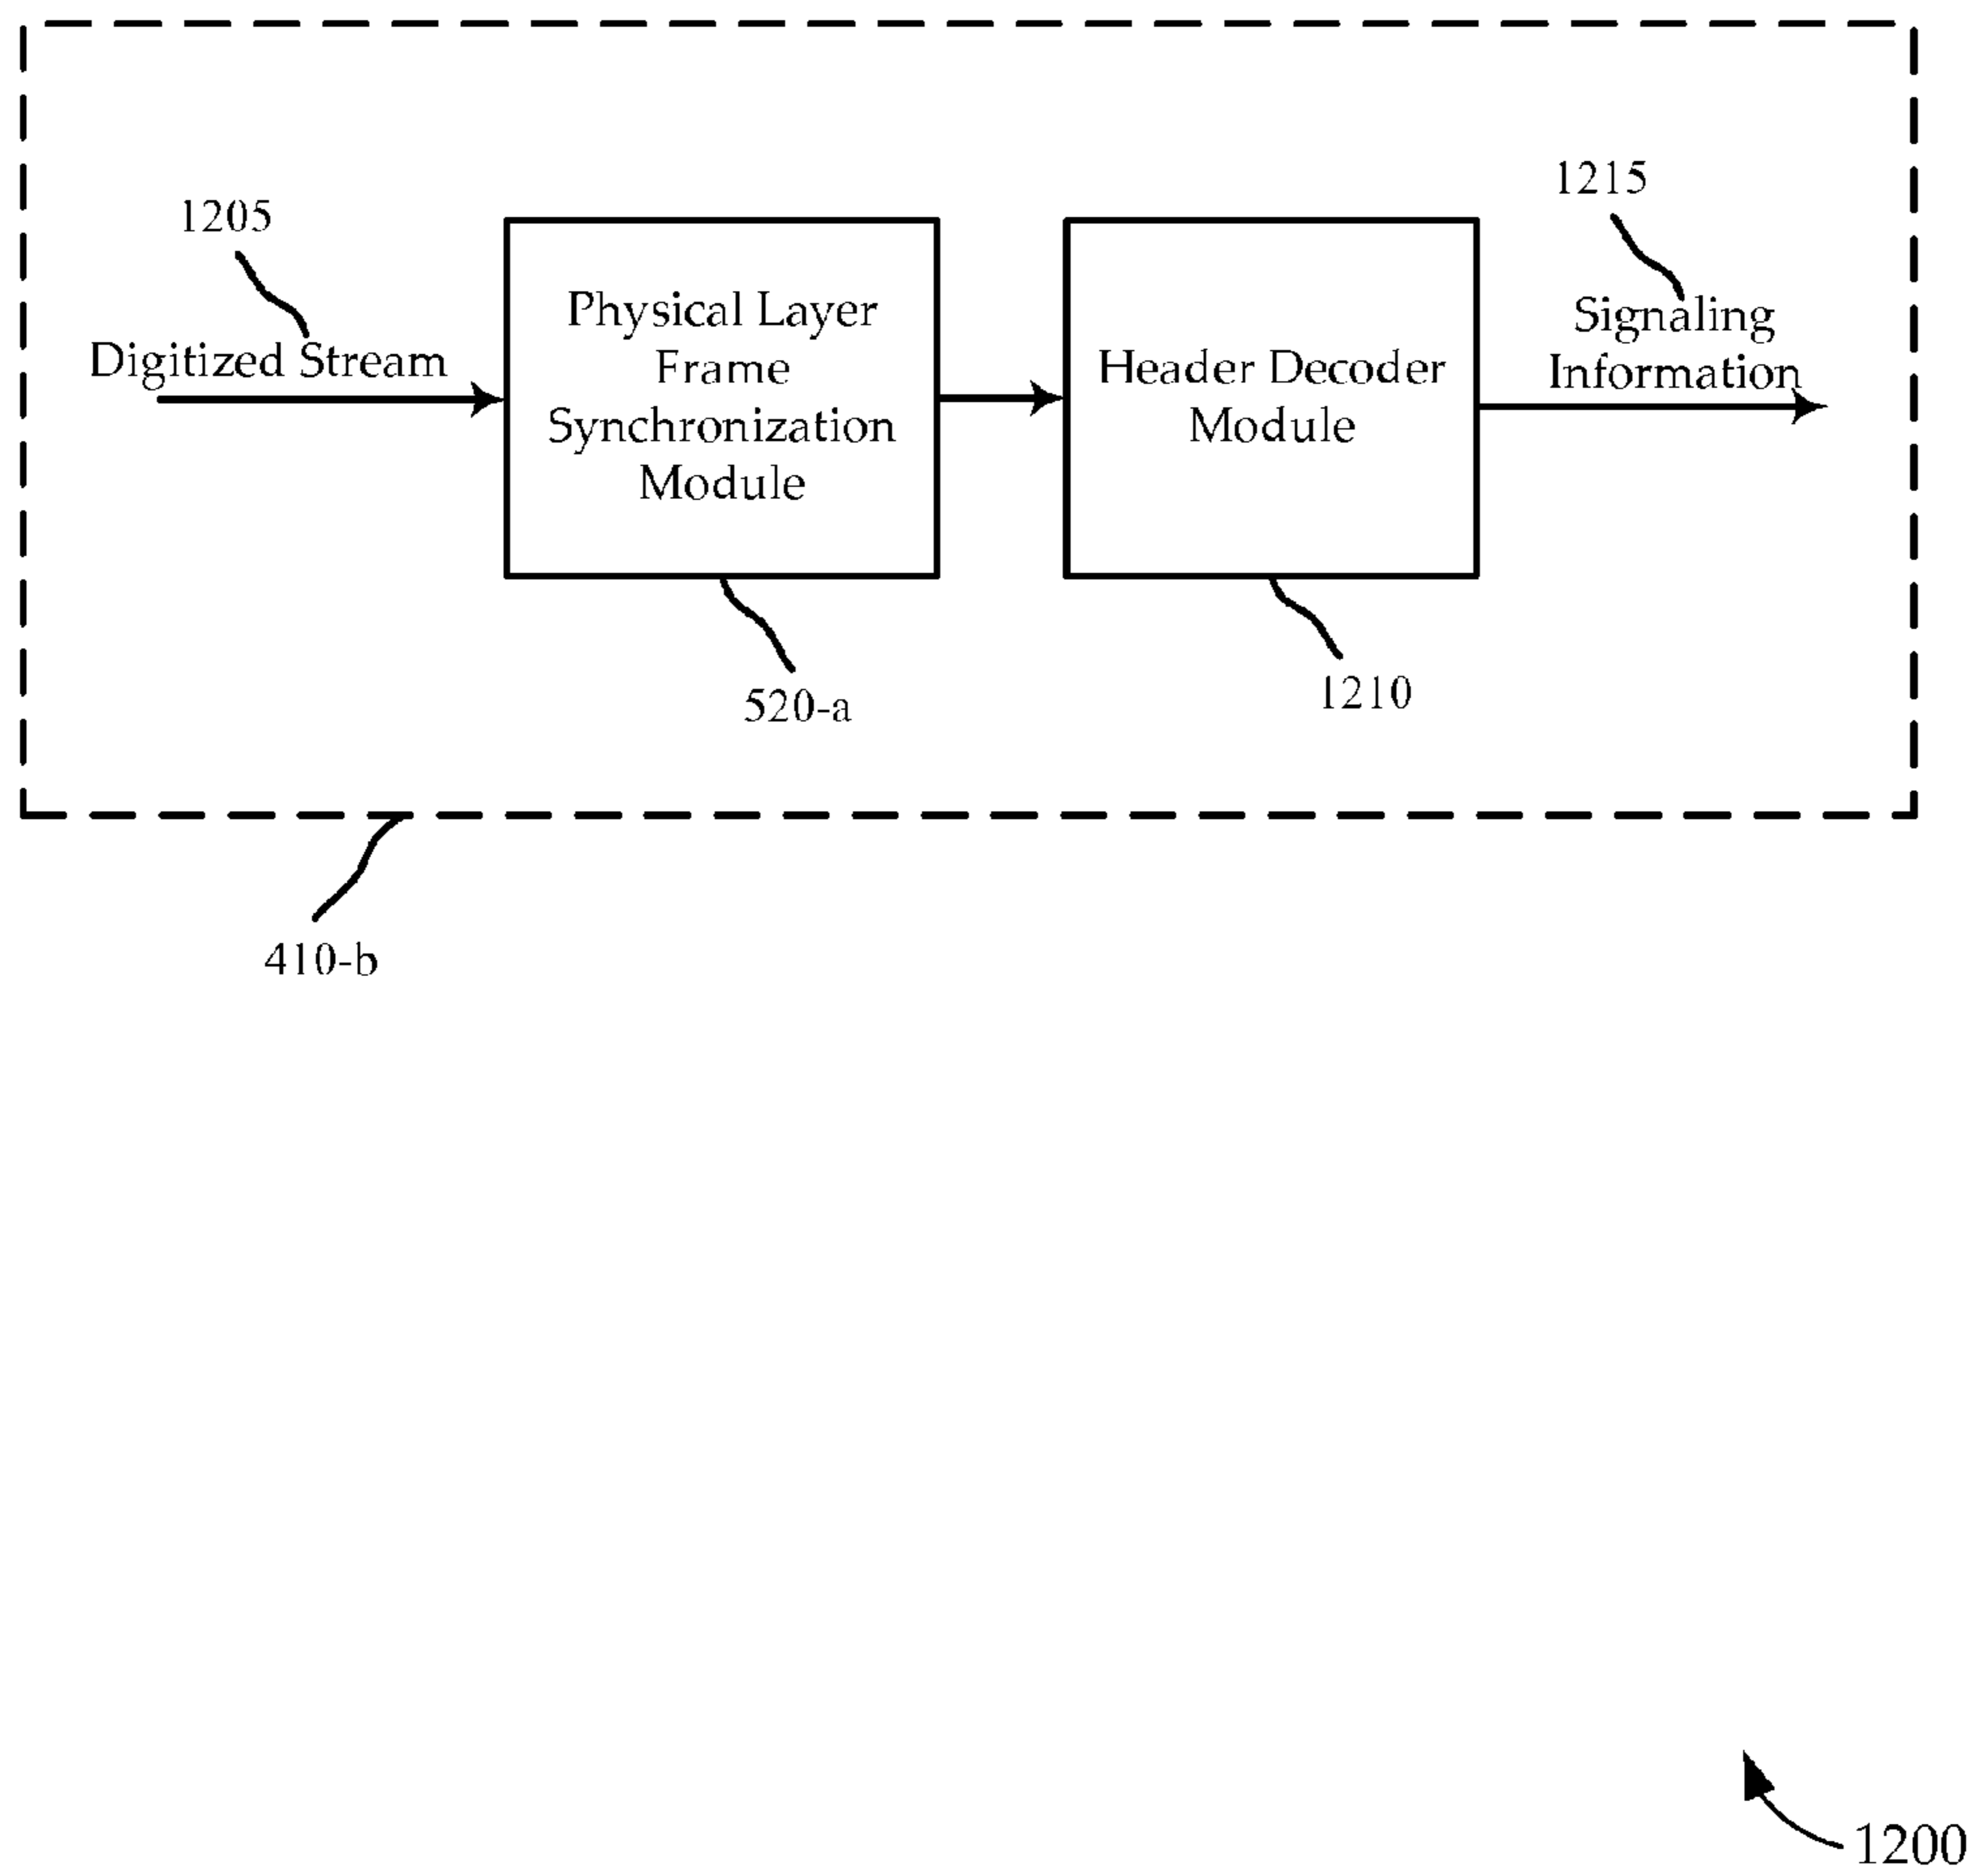 1215
1205
Digitized Stream
Physical Layer
Frame
Synchronization
Module
Header Decoder
Module
Signaling
Information
520-a
1210
410-b
1200